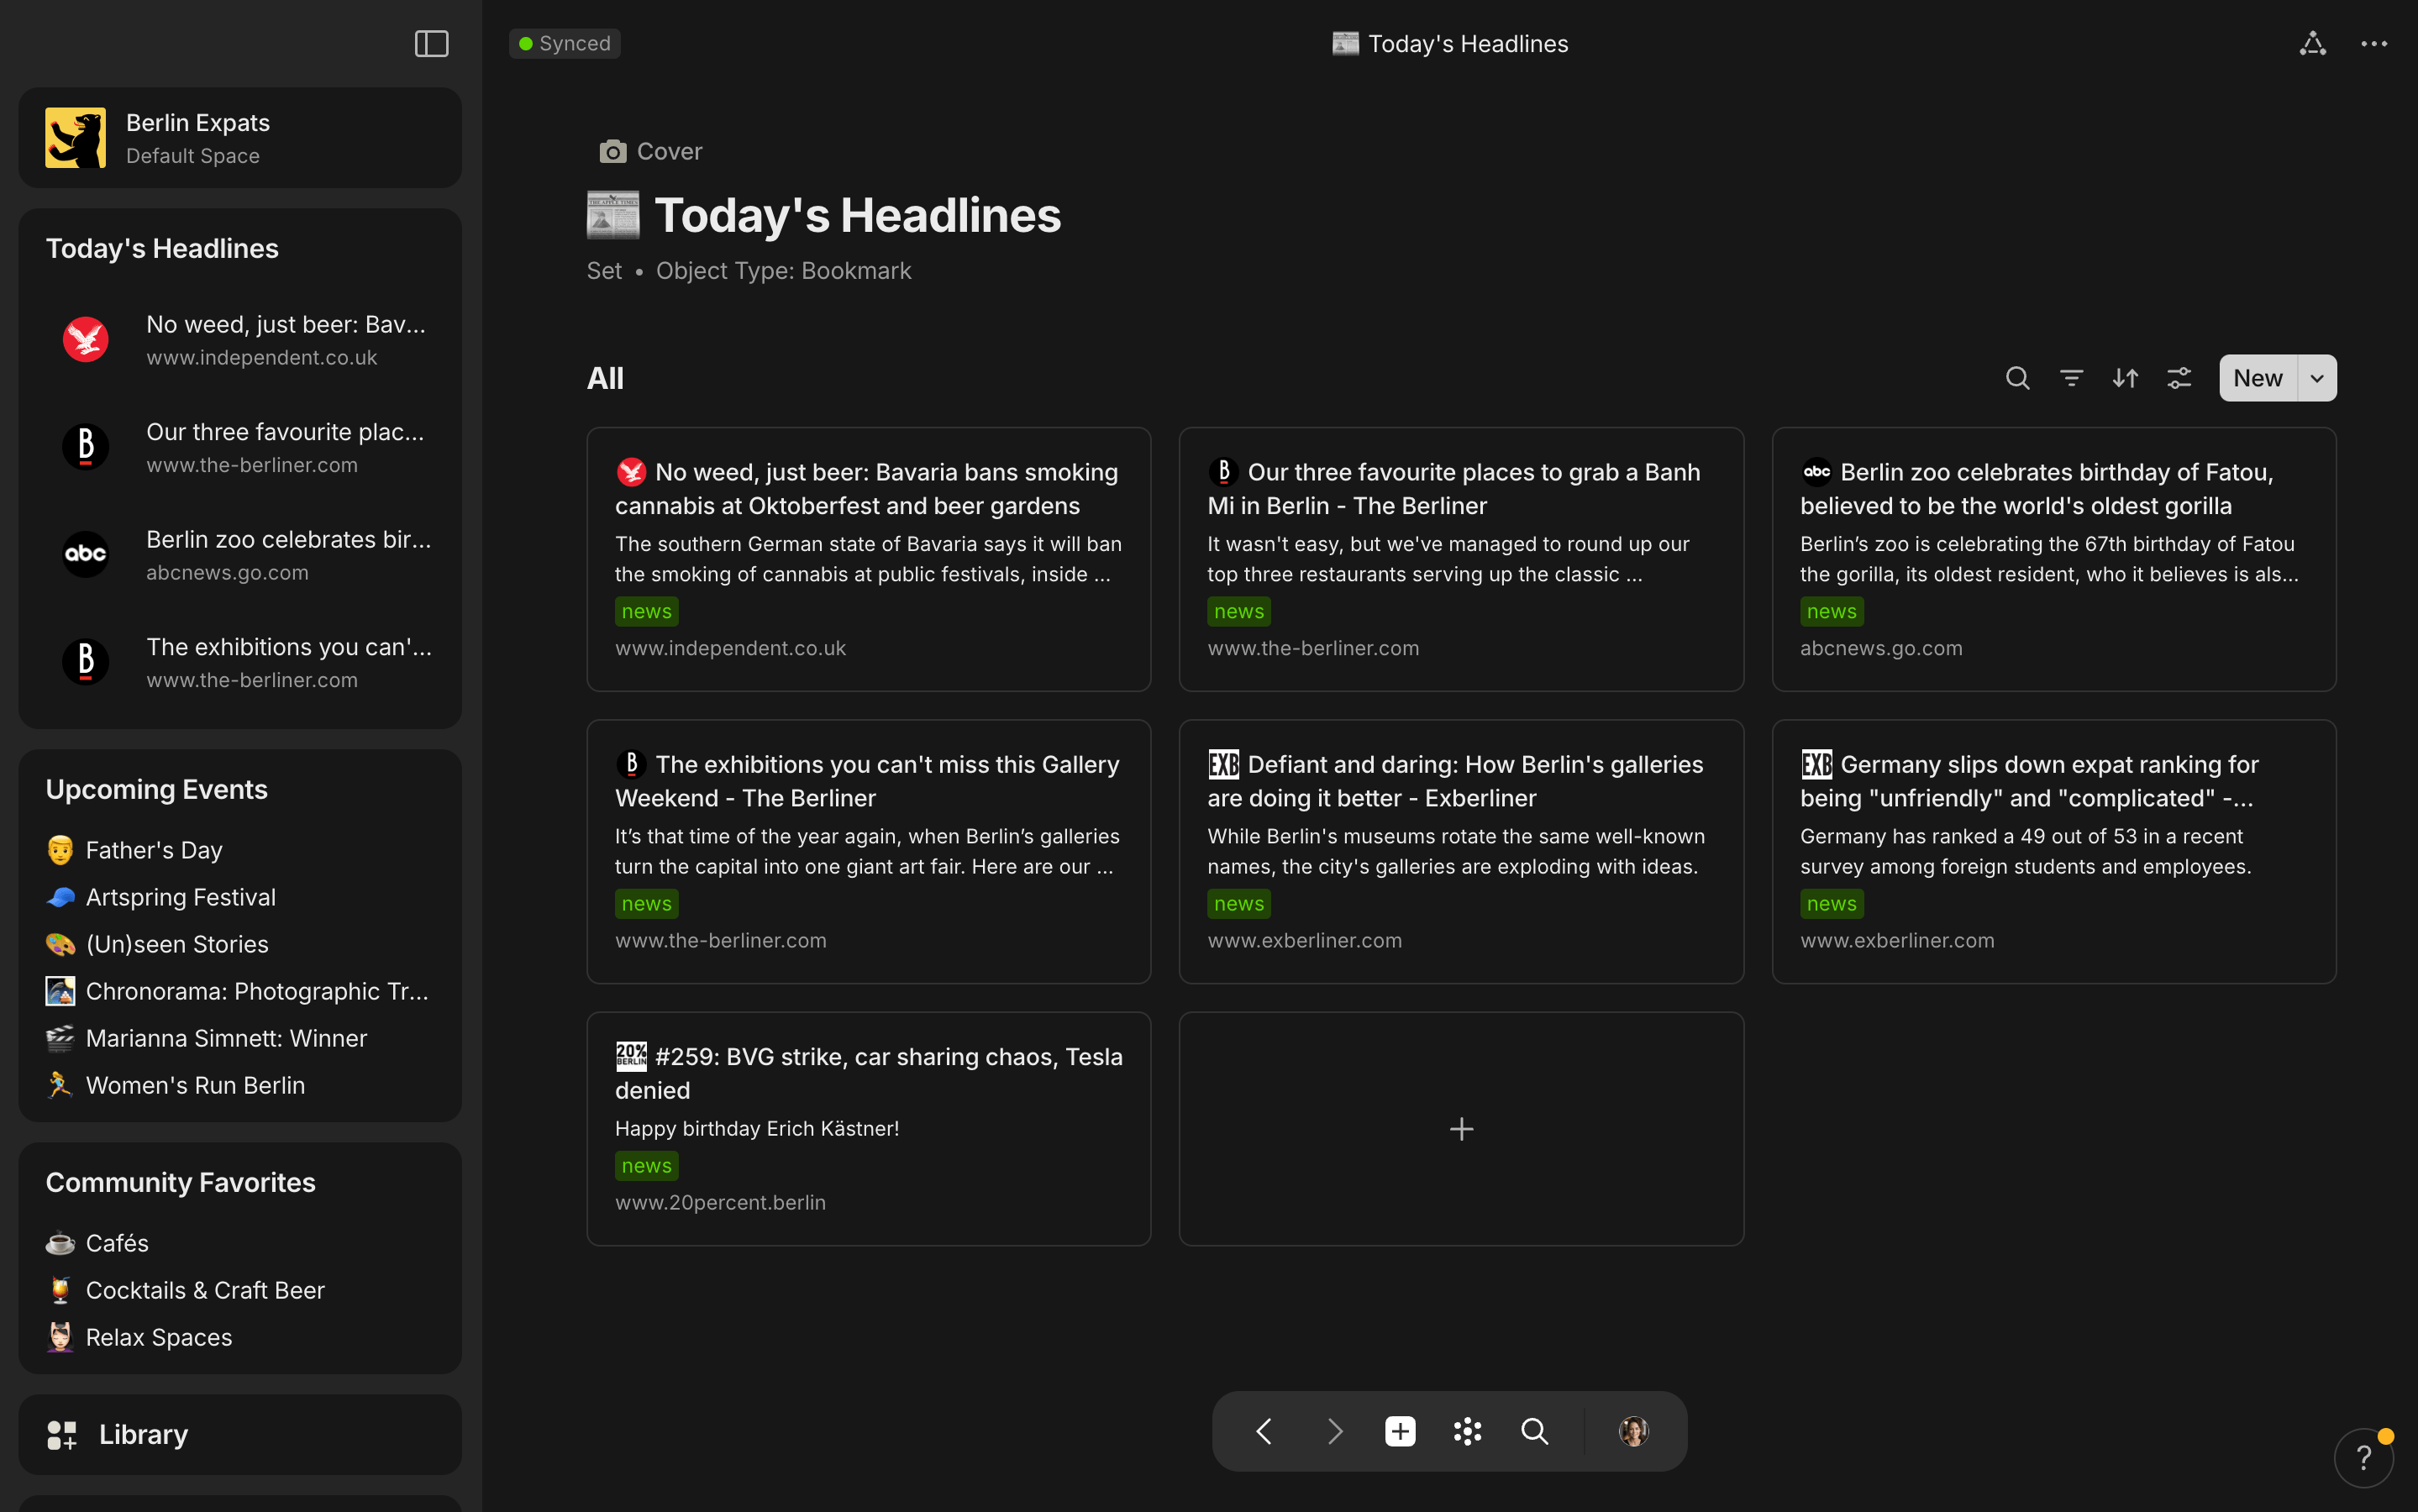 Synced
Today's Headlines
Berlin Expats
Default Space
Today's Headlines
No weed, just beer: Bav...
www.independent.co.uk
B
Our three favourite plac...
www.the-berliner.com
abc
Berlin zoo celebrates bir...
abcnews.go.com
B
The exhibitions you can'...
www.the-berliner.com
Upcoming Events
Father's Day
Artspring Festival
(Un)seen Stories
Chronorama: Photographic Tr...
Marianna Simnett: Winner
Women's Run Berlin
Community Favorites
Cafés
Cocktails & Craft Beer
Relax Spaces
Library
Cover
Today's Headlines
Set • Object Type: Bookmark
All
New
No weed, just beer: Bavaria bans smoking
cannabis at Oktoberfest and beer gardens
The southern German state of Bavaria says it will ban
the smoking of cannabis at public festivals, inside ...
news
www.independent.co.uk
B Our three favourite places to grab a Banh
Mi in Berlin - The Berliner
It wasn't easy, but we've managed to round up our
top three restaurants serving up the classic ...
news
www.the-berliner.com
abc Berlin zoo celebrates birthday of Fatou,
believed to be the world's oldest gorilla
Berlin’s zoo is celebrating the 67th birthday of Fatou
the gorilla, its oldest resident, who it believes is als...
news
abcnews.go.com
B The exhibitions you can't miss this Gallery
Weekend - The Berliner
It’s that time of the year again, when Berlin’s galleries
turn the capital into one giant art fair. Here are our ...
news
www.the-berliner.com
EXB Defiant and daring: How Berlin's galleries
are doing it better - Exberliner
While Berlin's museums rotate the same well-known
names, the city's galleries are exploding with ideas.
news
www.exberliner.com
EXB Germany slips down expat ranking for
being "unfriendly" and "complicated" -...
Germany has ranked a 49 out of 53 in a recent
survey among foreign students and employees.
news
www.exberliner.com
20% BERLIN #259: BVG strike, car sharing chaos, Tesla
denied
Happy birthday Erich Kästner!
news
www.20percent.berlin
?